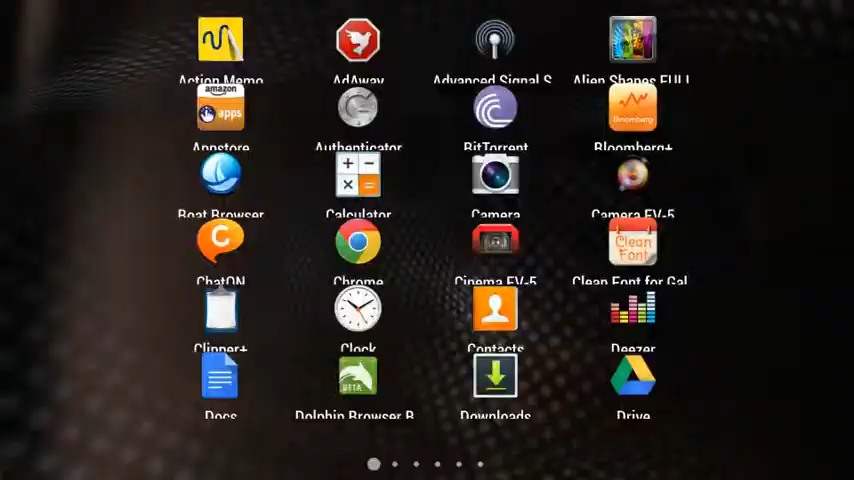 Action Memo
AdAway
Advanced Signal S
Alien Shapes FULL
amazon
apps
Bloomberg
Appstore
Authenticator
BitTorrent
Bloomberg+
Boat Browser
Calculator
Camera
Camera FV-5
Clean
Font
ChatON
Chrome
Cinema FV-5
Clean Font for Gal
Clipper+
Clock
Contacts
Deezer
BETA
Docs
Dolphin Browser B
Downloads
Drive